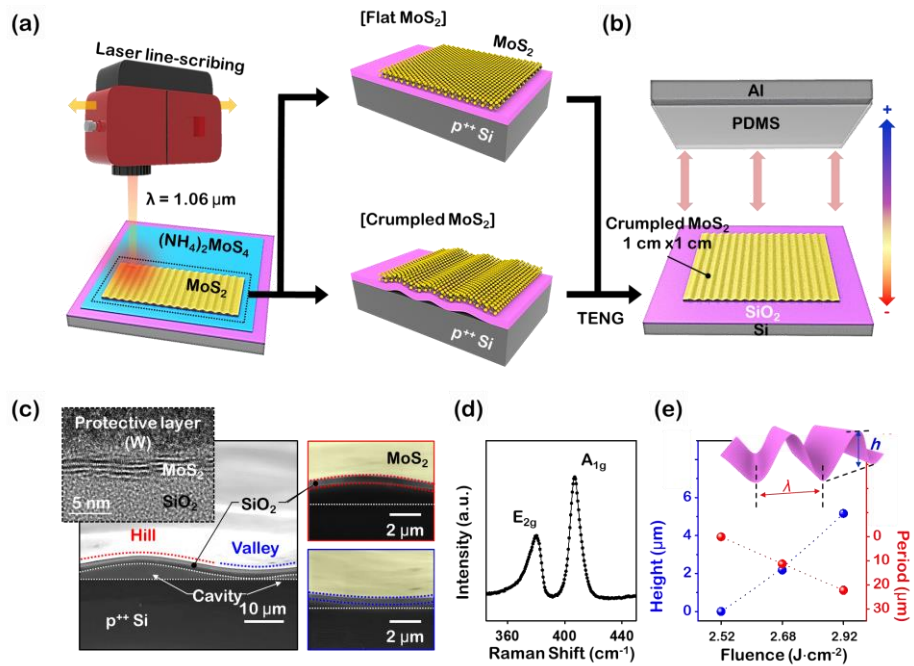 (a)
Laser line-scribing
λ = 1.06 μm
(NH₄)₂MoS₄
MoS₂
[Flat MoS₂]
MoS₂
p⁺⁺ Si
[Crumpled MoS₂]
p⁺⁺ Si
TENG
(b)
Al
PDMS
+
Crumpled MoS₂
1 cm x1 cm
SiO₂
Si
-
(c)
Protective layer
(W)
MoS₂
SiO₂
5 nm
Hill
SiO₂
Valley
Cavity
10 μm
p⁺⁺ Si
MoS₂
2 μm
2 μm
(d)
Intensity (a.u.)
E₂g
A₁g
360
400
440
Raman Shift (cm⁻¹)
(e)
h
λ
Height (μm)
8
6
4
2
0
Period (μm)
0
10
20
30
2.52
2.68
2.92
Fluence (J·cm⁻²)